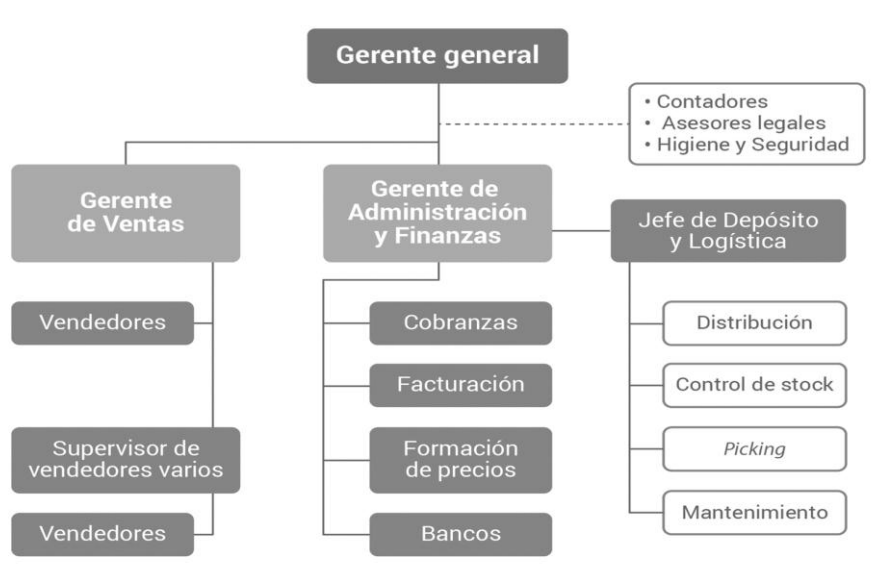 Gerente general
• Contadores
• Asesores legales
• Higiene y Seguridad
Gerente
de Ventas
Gerente de
Administración
y Finanzas
Jefe de Depósito
y Logística
Vendedores
Cobranzas
Distribución
Facturación
Control de stock
Supervisor de
vendedores varios
Formación
de precios
Picking
Vendedores
Bancos
Mantenimiento